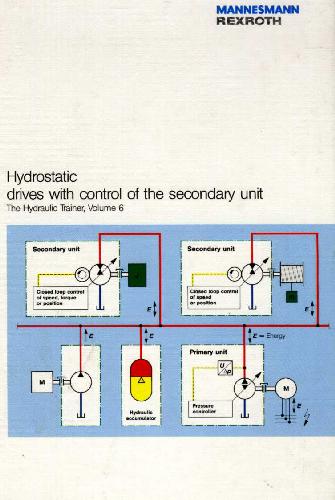 MANNESMANN
REXROTH
Hydrostatic
drives with control of the secondary unit
The Hydraulic Trainer, Volume 6
Secondary unit
Closed loop control
of speed, torque
or position
E
Secondary unit
Closed loop control
of speed
or position
E
E
E
E = Energy
M
Hydraulic
accumulator
Primary unit
U
p
Pressure
controller
M
E